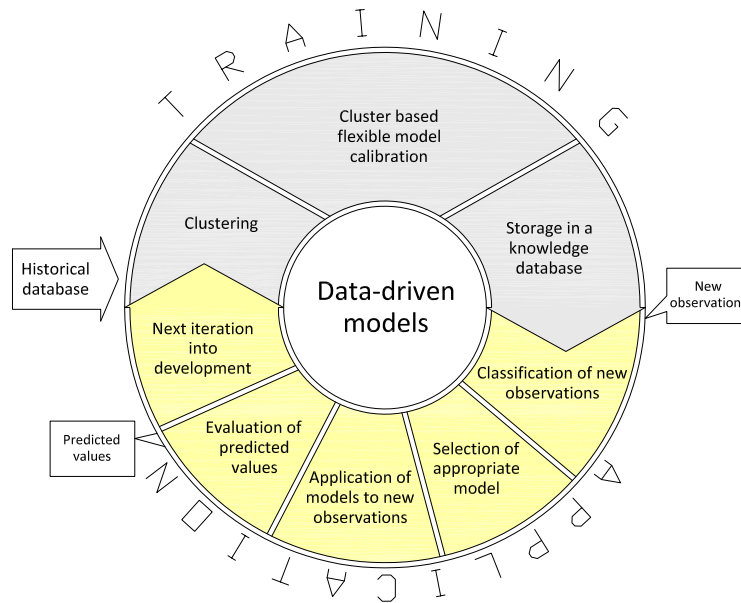 TRAINING
Cluster based
flexible model
calibration
Clustering
Storage in a
knowledge
database
Historical
database
Data-driven
models
New
observation
Next iteration
into
development
Classification of new
observations
Predicted
values
Evaluation of
predicted
values
Selection of
appropriate
model
Application of
models to new
observations
APPLICATION